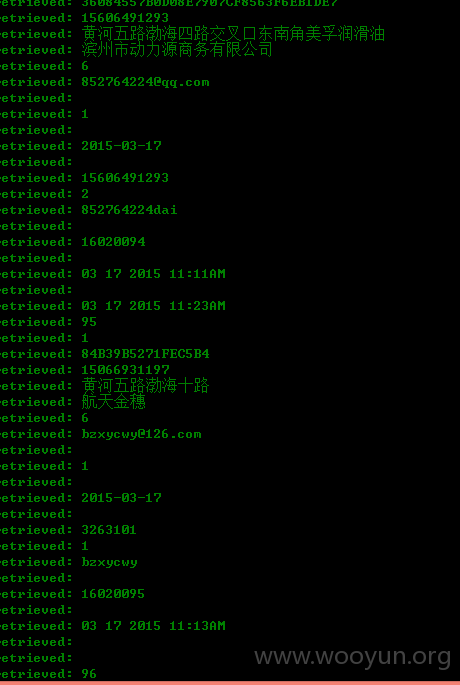 etrieved: 15606491293
etrieved: 黄河五路渤海四路交叉口东南角美孚润滑油
etrieved: 滨州市动力源商务有限公司
etrieved: 6
etrieved: 852764224@qq.com
etrieved:
etrieved: 1
etrieved:
etrieved: 2015-03-17
etrieved:
etrieved: 15606491293
etrieved: 2
etrieved: 852764224dai
etrieved:
etrieved: 16020094
etrieved:
etrieved: 03 17 2015 11:11AM
etrieved:
etrieved: 03 17 2015 11:23AM
etrieved: 95
etrieved: 1
etrieved: 84B39B5271FEC5B4
etrieved: 15066931197
etrieved: 黄河五路渤海十路
etrieved: 航天金穗
etrieved: 6
etrieved: bzxycwy@126.com
etrieved:
etrieved: 1
etrieved:
etrieved: 2015-03-17
etrieved:
etrieved: 3263101
etrieved: 1
etrieved: bzxycwy
etrieved:
etrieved: 16020095
etrieved:
etrieved: 03 17 2015 11:13AM
etrieved:
etrieved:
etrieved: 96
www.wooyun.org